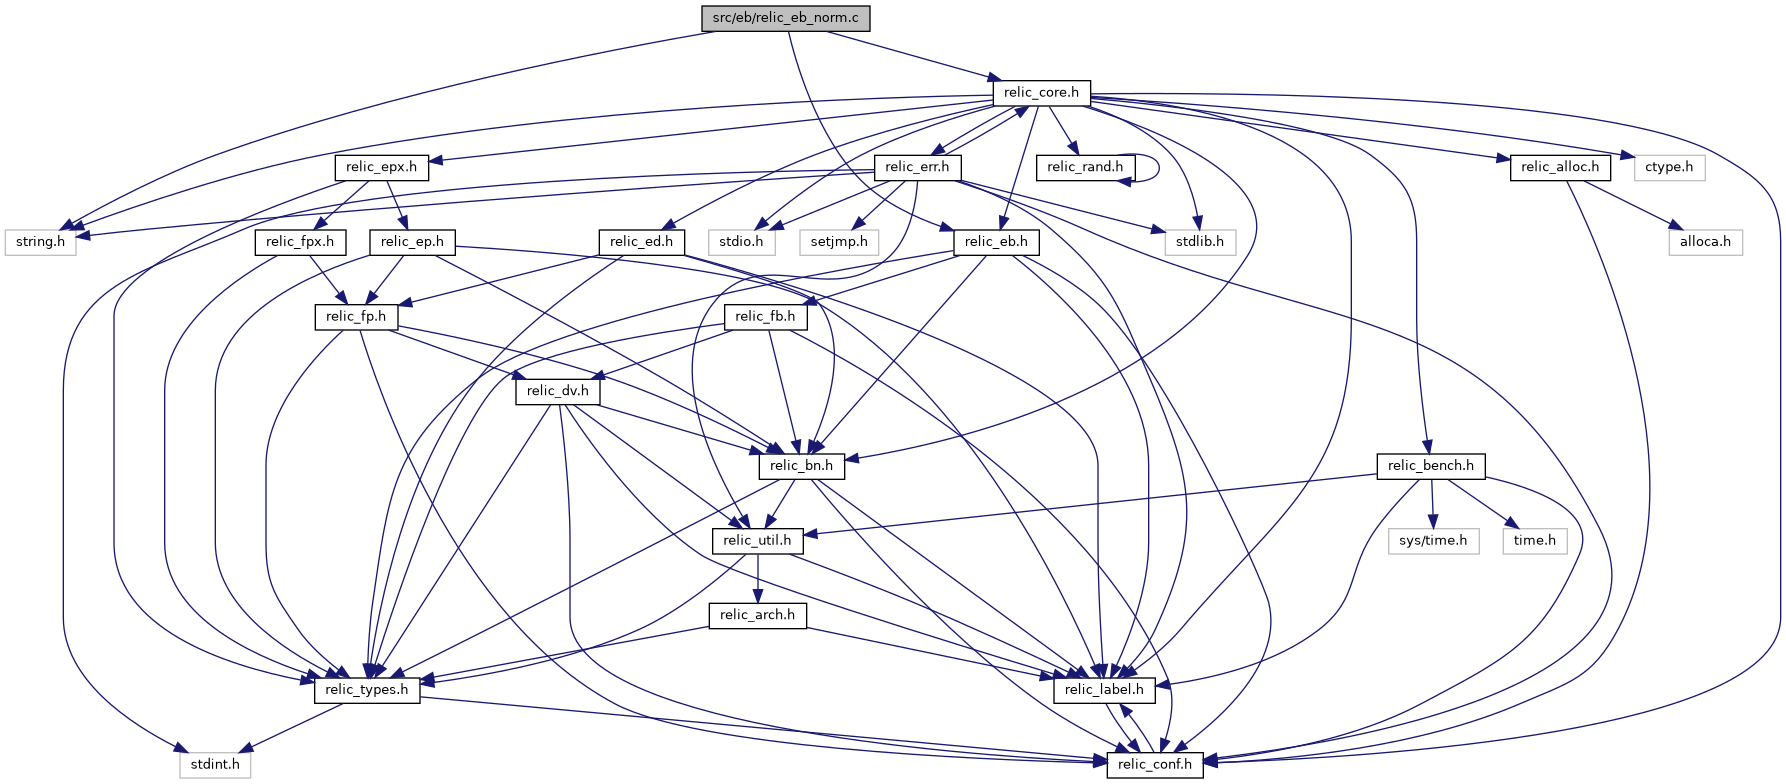 src/eb/relic_eb_norm.c
relic_core.h
relic_epx.h
relic_err.h
relic_rand.h
relic_alloc.h
ctype.h
string.h
relic_fpx.h
relic_ep.h
relic_ed.h
stdio.h
setjmp.h
relic_eb.h
stdlib.h
alloca.h
relic_fp.h
relic_fb.h
relic_dv.h
relic_bn.h
relic_bench.h
relic_util.h
sys/time.h
time.h
relic_arch.h
relic_types.h
relic_label.h
stdint.h
relic_conf.h